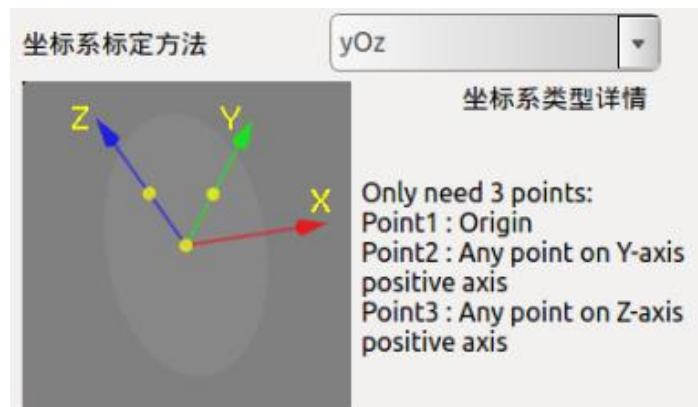 坐标系标定方法
yOz
坐标系类型详情
Z
Y
X
Only need 3 points:
Point1 : Origin
Point2 : Any point on Y-axis
positive axis
Point3 : Any point on Z-axis
positive axis